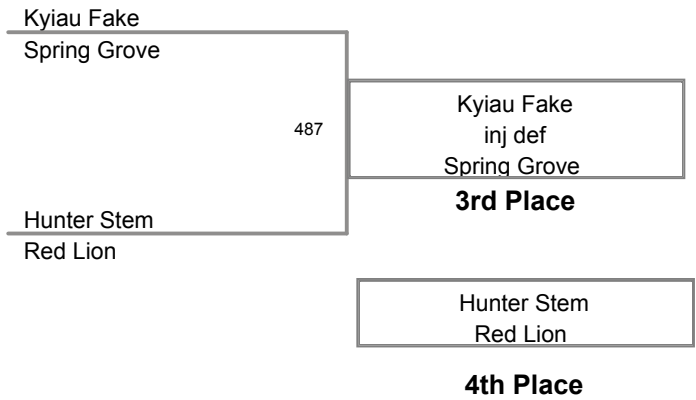 Kyiau Fake
Spring Grove
487
Kyiau Fake
inj def
Spring Grove
3rd Place
Hunter Stem
Red Lion
Hunter Stem
Red Lion
4th Place